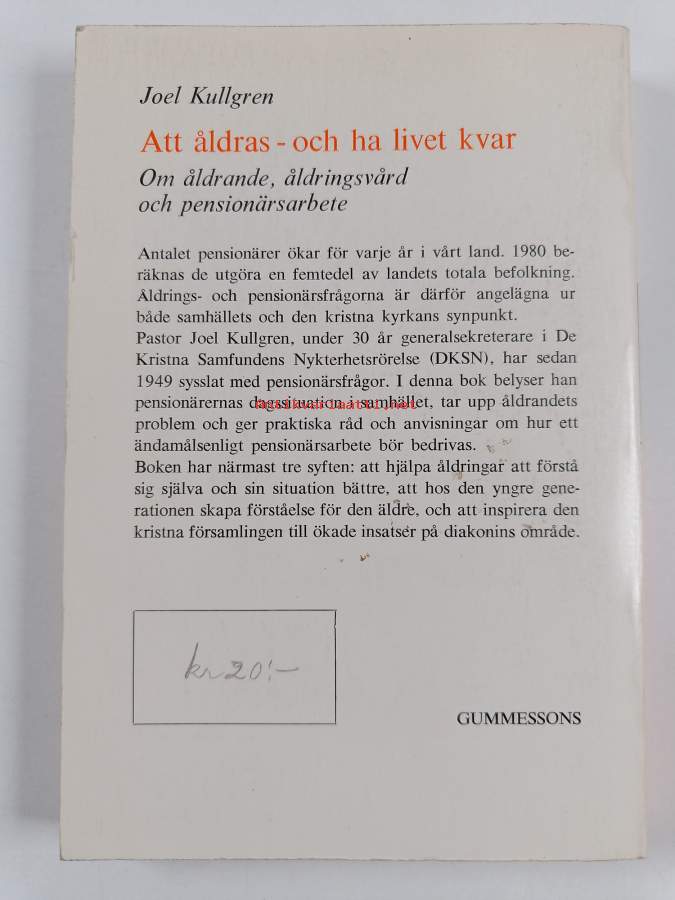 Joel Kullgren
Att åldras - och ha livet kvar
Om åldrande, åldringsvård
och pensionärsarbete
Antalet pensionärer ökar för varje år i vårt land. 1980 be-
räknas de utgöra en femtedel av landets totala befolkning.
Åldrings- och pensionärsfrågorna är därför angelägna ur
både samhällets och den kristna kyrkans synpunkt.
Pastor Joel Kullgren, under 30 år generalsekreterare i De
Kristna Samfundens Nykterhetsrörelse (DKSN), har sedan
1949 sysslat med pensionärsfrågor. I denna bok belyser han
pensionärernas dagssituation i samhället, tar upp åldrandets
antikvariaatti.net
problem och ger praktiska råd och anvisningar om hur ett
ändamålsenligt pensionärsarbete bör bedrivas.
Boken har närmast tre syften: att hjälpa åldringar att förstå
sig själva och sin situation bättre, att hos den yngre gene-
rationen skapa förståelse för den äldre, och att inspirera den
kristna församlingen till ökade insatser på diakonins område.
kr 20:-
GUMMESSONS